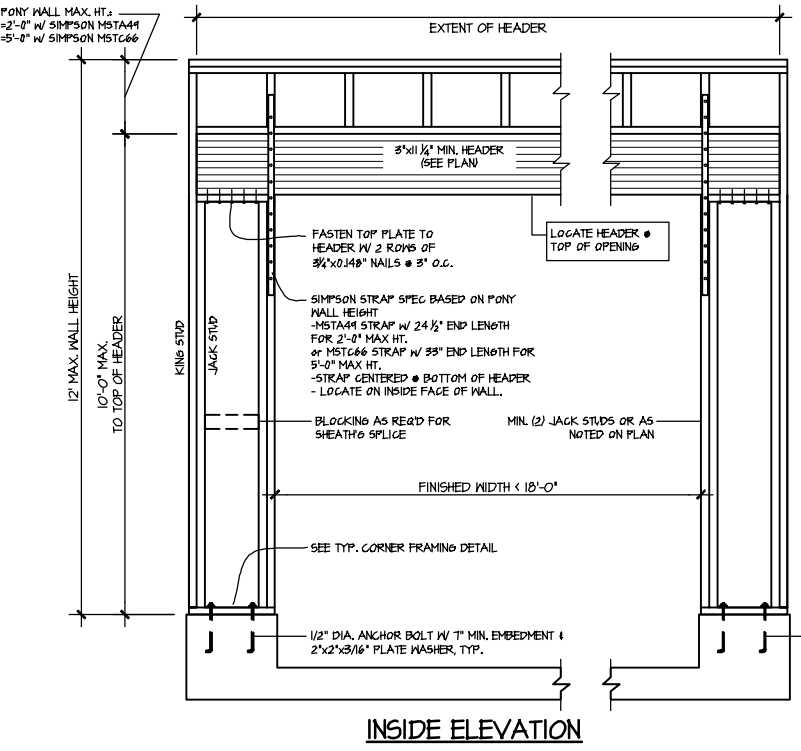 PONY WALL MAX. HT.:
=2'-0" W/ SIMPSON MSTA49
=5'-0" W/ SIMPSON MSTC66
EXTENT OF HEADER
3"x11 1/4" MIN. HEADER
(SEE PLAN)
FASTEN TOP PLATE TO
HEADER W/ 2 ROWS OF
3 1/4"x0.148" NAILS @ 3" O.C.
LOCATE HEADER @
TOP OF OPENING
12' MAX. WALL HEIGHT
10'-0" MAX.
TO TOP OF HEADER
KING STUD
JACK STUD
SIMPSON STRAP SPEC BASED ON PONY
WALL HEIGHT
-MSTA49 STRAP W/ 24 1/2" END LENGTH
FOR 2'-0" MAX HT.
or MSTC66 STRAP W/ 33" END LENGTH FOR
5'-0" MAX HT.
-STRAP CENTERED @ BOTTOM OF HEADER
- LOCATE ON INSIDE FACE OF WALL.
BLOCKING AS REQ'D FOR
SHEATH'G SPLICE
MIN. (2) JACK STUDS OR AS
NOTED ON PLAN
FINISHED WIDTH < 18'-0"
SEE TYP. CORNER FRAMING DETAIL
1/2" DIA. ANCHOR BOLT W/ 7" MIN. EMBEDMENT &
2"x2"x3/16" PLATE WASHER, TYP.
INSIDE ELEVATION